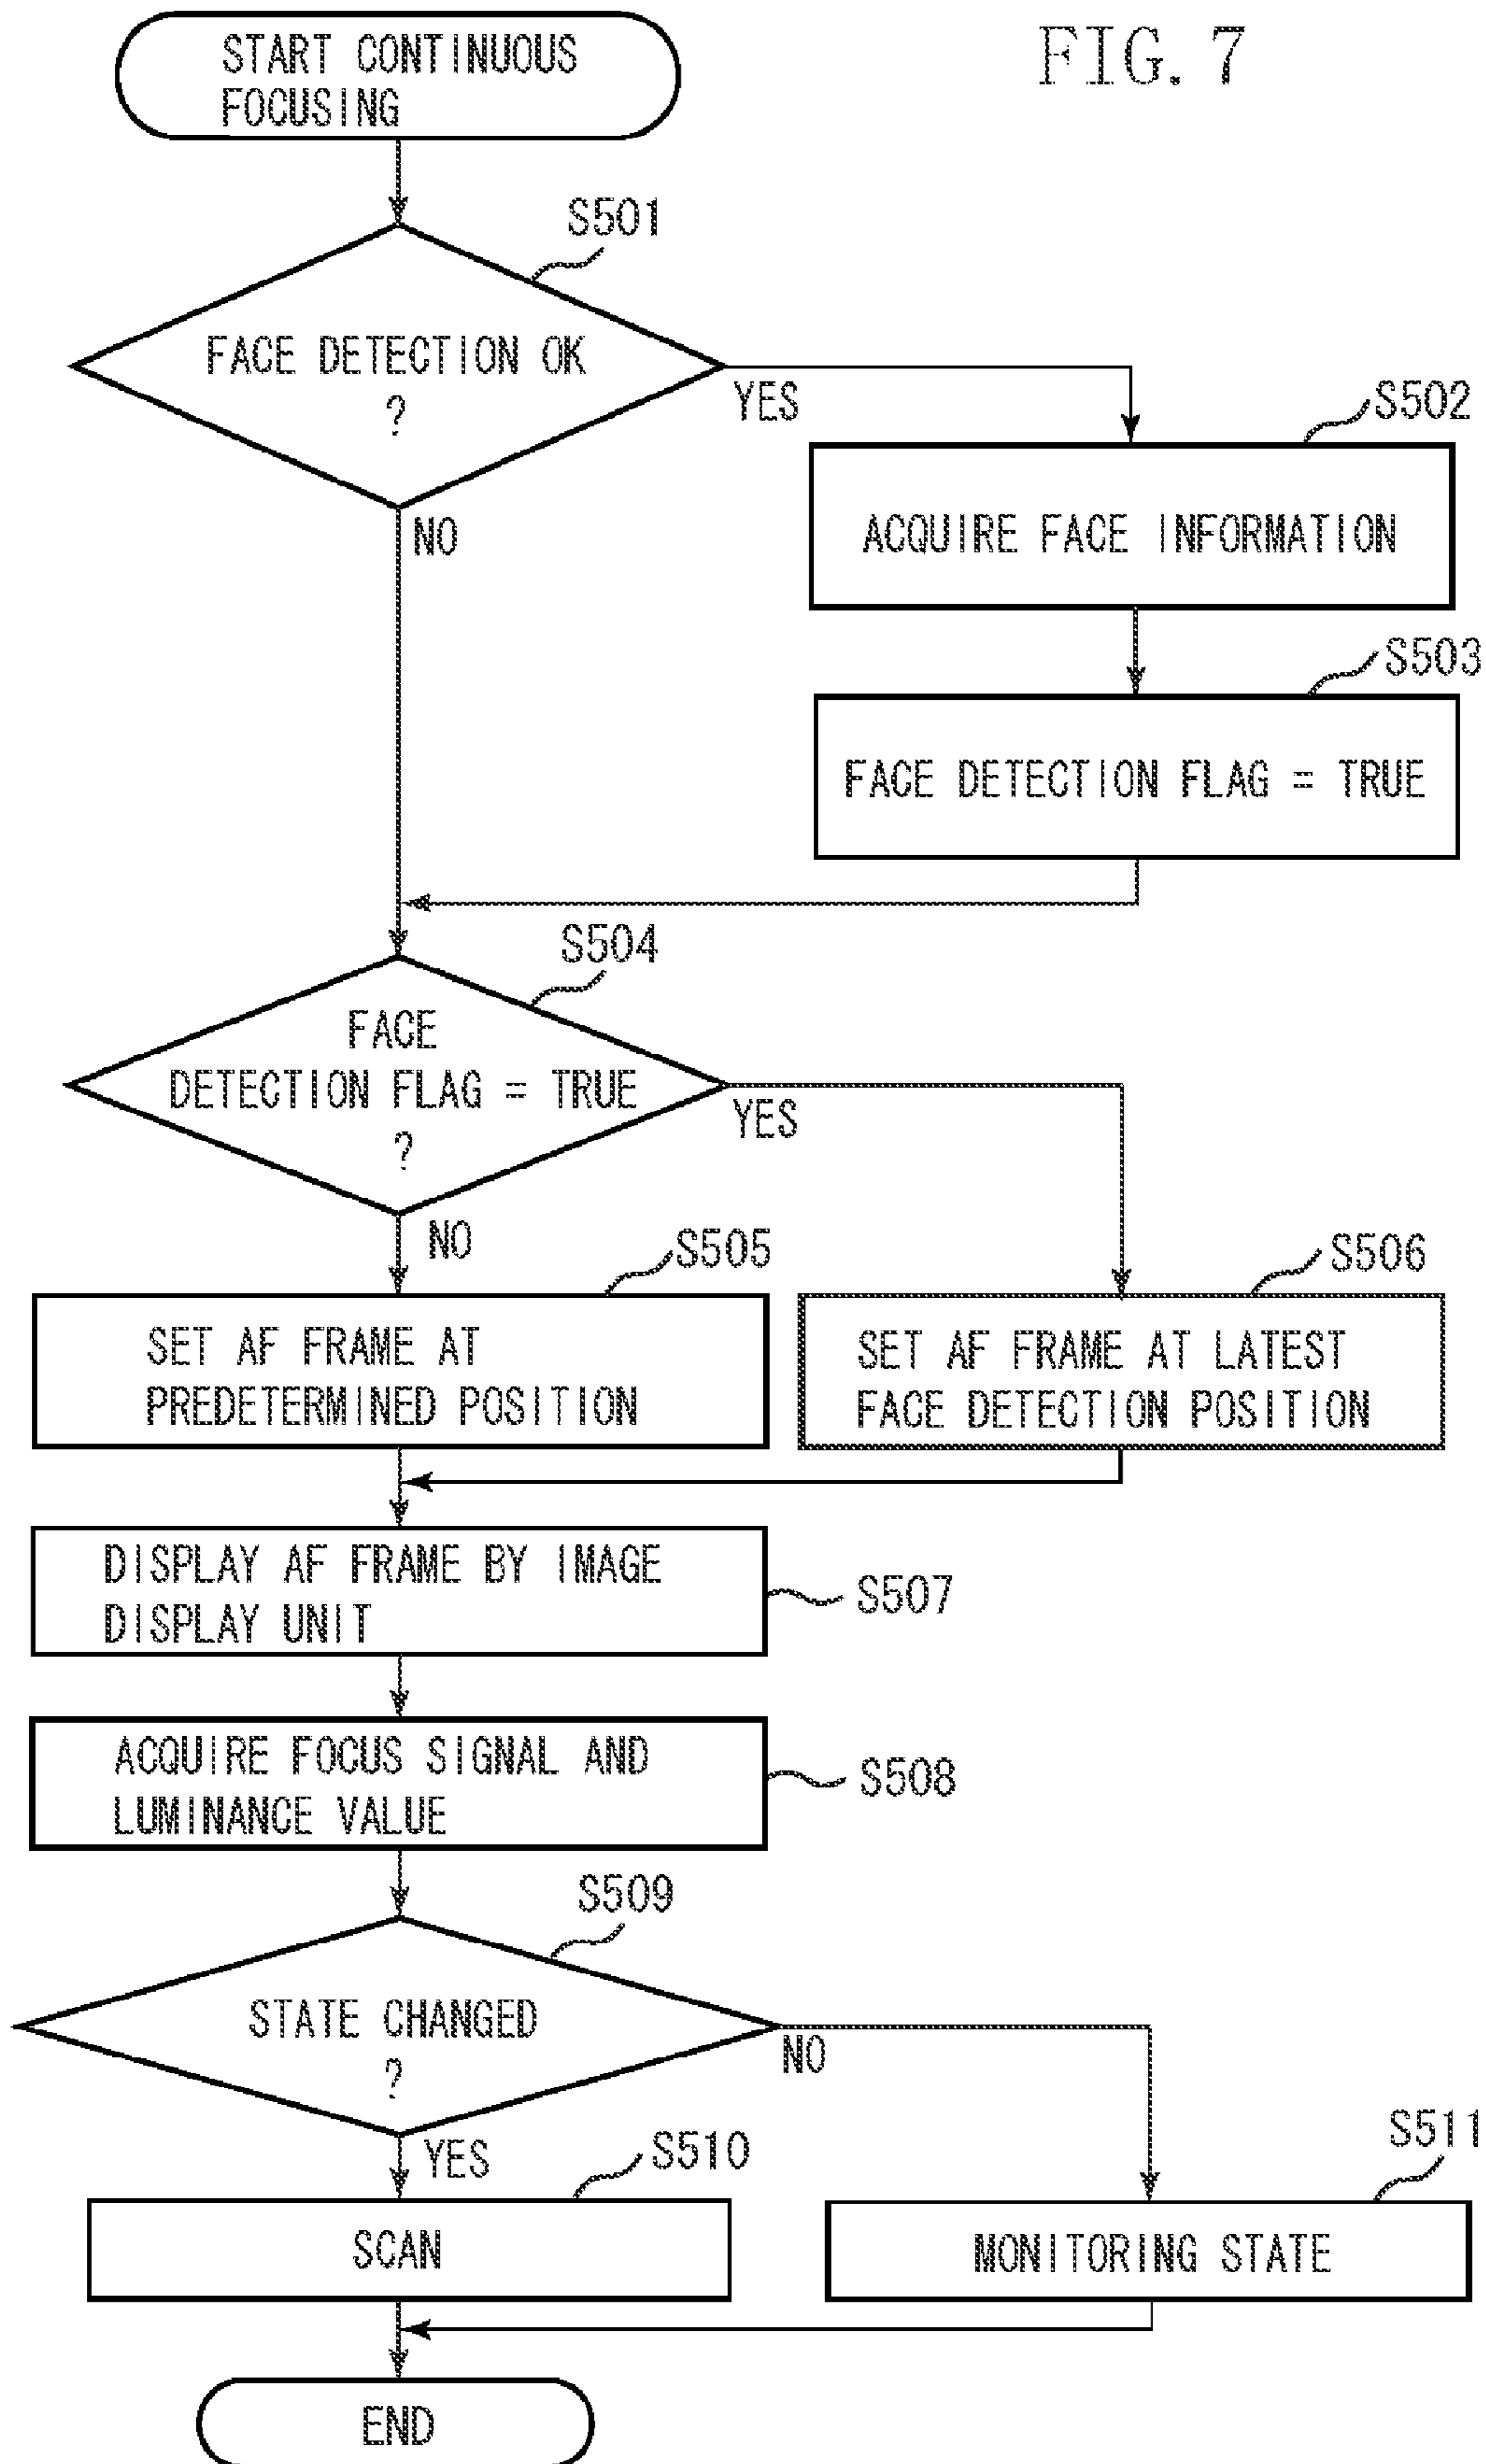 FIG. 7
START CONTINUOUS
FOCUSING
S501
FACE DETECTION OK
?
YES
NO
S502
ACQUIRE FACE INFORMATION
S503
FACE DETECTION FLAG = TRUE
S504
FACE
DETECTION FLAG = TRUE
?
YES
NO
S505
SET AF FRAME AT
PREDETERMINED POSITION
S506
SET AF FRAME AT LATEST
FACE DETECTION POSITION
DISPLAY AF FRAME BY IMAGE
DISPLAY UNIT
S507
ACQUIRE FOCUS SIGNAL AND
LUMINANCE VALUE
S508
S509
STATE CHANGED
?
NO
YES
S510
SCAN
S511
MONITORING STATE
END